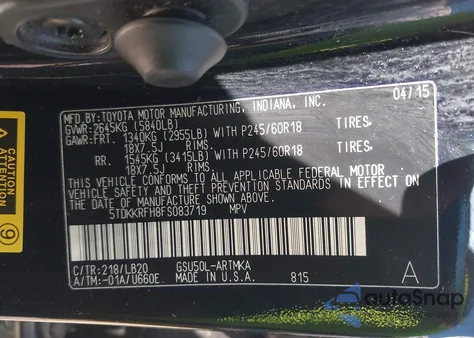 MFD.BY:TOYOTA MOTOR MANUFACTURING, INDIANA, INC. 04/15
GVWR:2645KG (5840LB)
GAWR:FRT. 1340KG (2955LB) WITH P245/60R18 TIRES,
18X7.5J RIMS.
RR. 1545KG (3415LB) WITH P245/60R18 TIRES,
18X7.5J RIMS.
THIS VEHICLE CONFORMS TO ALL APPLICABLE FEDERAL MOTOR
VEHICLE SAFETY AND THEFT PREVENTION STANDARDS IN
EFFECT ON THE DATE OF MANUFACTURE SHOWN ABOVE.
5TDKKRFH8FS083719 MPV
C/TR:218/LB20 GSU50L-ARTMKA
A/TM:-01A/U660E MADE IN U.S.A. 815 A
CAUTION
ATTENTION
9
autoSnap